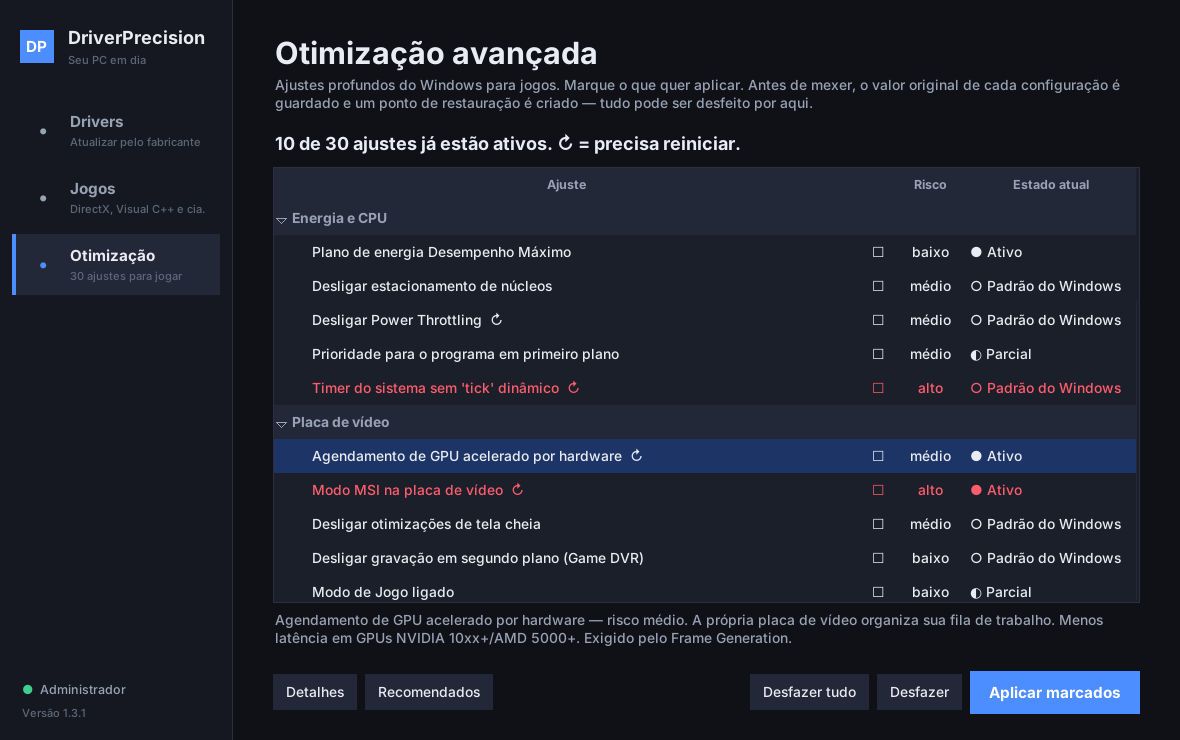 DP
DriverPrecision
Seu PC em dia
Drivers
Atualizar pelo fabricante
Jogos
DirectX, Visual C++ e cia.
Otimização
30 ajustes para jogar
Administrador
Versão 1.3.1
Otimização avançada
Ajustes profundos do Windows para jogos. Marque o que quer aplicar. Antes de mexer, o valor original de cada configuração é
guardado e um ponto de restauração é criado — tudo pode ser desfeito por aqui.
10 de 30 ajustes já estão ativos. ↻ = precisa reiniciar.
Ajuste Risco Estado atual
▽ Energia e CPU
Plano de energia Desempenho Máximo ☐ baixo ● Ativo
Desligar estacionamento de núcleos ☐ médio ○ Padrão do Windows
Desligar Power Throttling ↻ ☐ médio ○ Padrão do Windows
Prioridade para o programa em primeiro plano ☐ médio ◐ Parcial
Timer do sistema sem 'tick' dinâmico ↻ ☐ alto ○ Padrão do Windows
▽ Placa de vídeo
Agendamento de GPU acelerado por hardware ↻ ☐ médio ● Ativo
Modo MSI na placa de vídeo ↻ ☐ alto ● Ativo
Desligar otimizações de tela cheia ☐ médio ○ Padrão do Windows
Desligar gravação em segundo plano (Game DVR) ☐ baixo ○ Padrão do Windows
Modo de Jogo ligado ☐ baixo ◐ Parcial
Agendamento de GPU acelerado por hardware — risco médio. A própria placa de vídeo organiza sua fila de trabalho. Menos
latência em GPUs NVIDIA 10xx+/AMD 5000+. Exigido pelo Frame Generation.
Detalhes Recomendados Desfazer tudo Desfazer Aplicar marcados